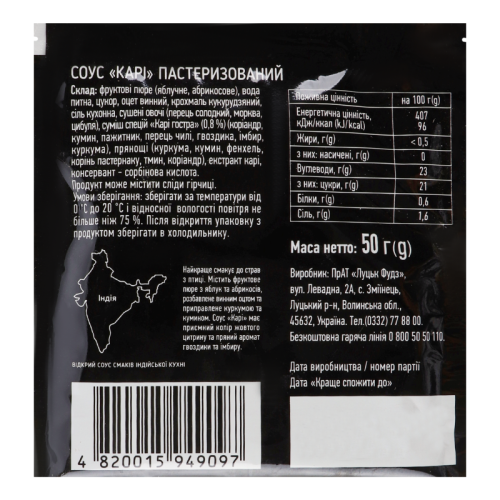 СОУС «КАРІ» ПАСТЕРИЗОВАНИЙ
Склад: фруктові пюре (яблучне, абрикосове), вода
питна, цукор, оцет винний, крохмаль кукурудзяний,
сіль кухонна, сушені овочі (перець солодкий, морква,
цибуля), суміш спецій «Карі гостра» (0,8 %) (коріандр,
кумин, пажитник, перець чилі, гвоздика, імбир,
куркума), прянощі (куркума, кумин, фенхель,
корінь пастернаку, тмин, коріандр), екстракт карі,
консервант - сорбінова кислота.
Продукт може містити сліди гірчиці.
Умови зберігання: зберігати за температури від
0 °С до 20 °С і відносної вологості повітря не
більше ніж 75 %. Після відкриття упаковку з
продуктом зберігати в холодильнику.
Поживна цінність на 100 г(g)
Енергетична цінність, 407
кДж/ккал (kJ/kcal) 96
Жири, г(g) < 0,5
з них: насичені, г(g) 0
Вуглеводи, г(g) 23
з них: цукри, г(g) 21
Білки, г(g) 0,6
Сіль, г(g) 1,6
Маса нетто: 50 г(g)
Виробник: ПрАТ «Луцьк Фудз»,
вул. Левадна, 2А, с. Зміїнець,
Луцький р-н, Волинська обл.,
45632, Україна. Тел.(0332) 77 88 00.
Безкоштовна гаряча лінія 0 800 50 50 110.
Індія
Найкраще смакує до страв
з птиці. Містить фруктове
пюре з яблук та абрикосів,
розбавлене винним оцтом та
приправлене куркумою та
кумином. Соус «Карі» має
приємний колір жовтого
цитрину та пряний аромат
гвоздики та імбиру.
ВІДКРИЙ СОУС СМАКІВ ІНДІЙСЬКОЇ КУХНІ
Дата виробництва / номер партії
Дата «Краще спожити до»
4 820015 949097